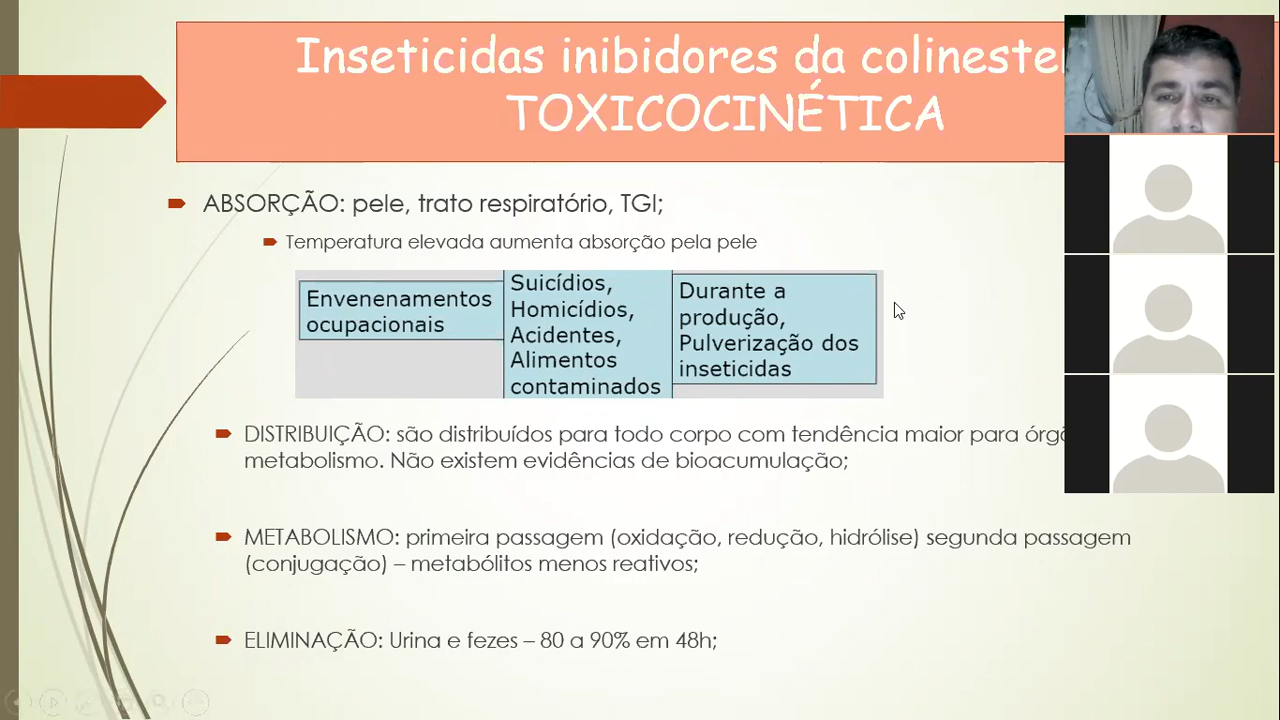 Inseticidas inibidores da
TOXICOCINÉTICA
ABSORÇÃO: pele, trato respiratório, TGI;
Temperatura elevada aumenta absorção pela pele
Envenenamentos
ocupacionais
Suicídios,
Homicídios,
Acidentes,
Alimentos
contaminados
Durante a
produção,
Pulverização dos
inseticidas
DISTRIBUIÇÃO: são distribuídos para todo corpo com tendência maior para
metabolismo. Não existem evidências de bioacumulação;
METABOLISMO: primeira passagem (oxidação, redução, hidrólise) segunda passagem
(conjugação) – metabólitos menos reativos;
ELIMINAÇÃO: Urina e fezes – 80 a 90% em 48h;